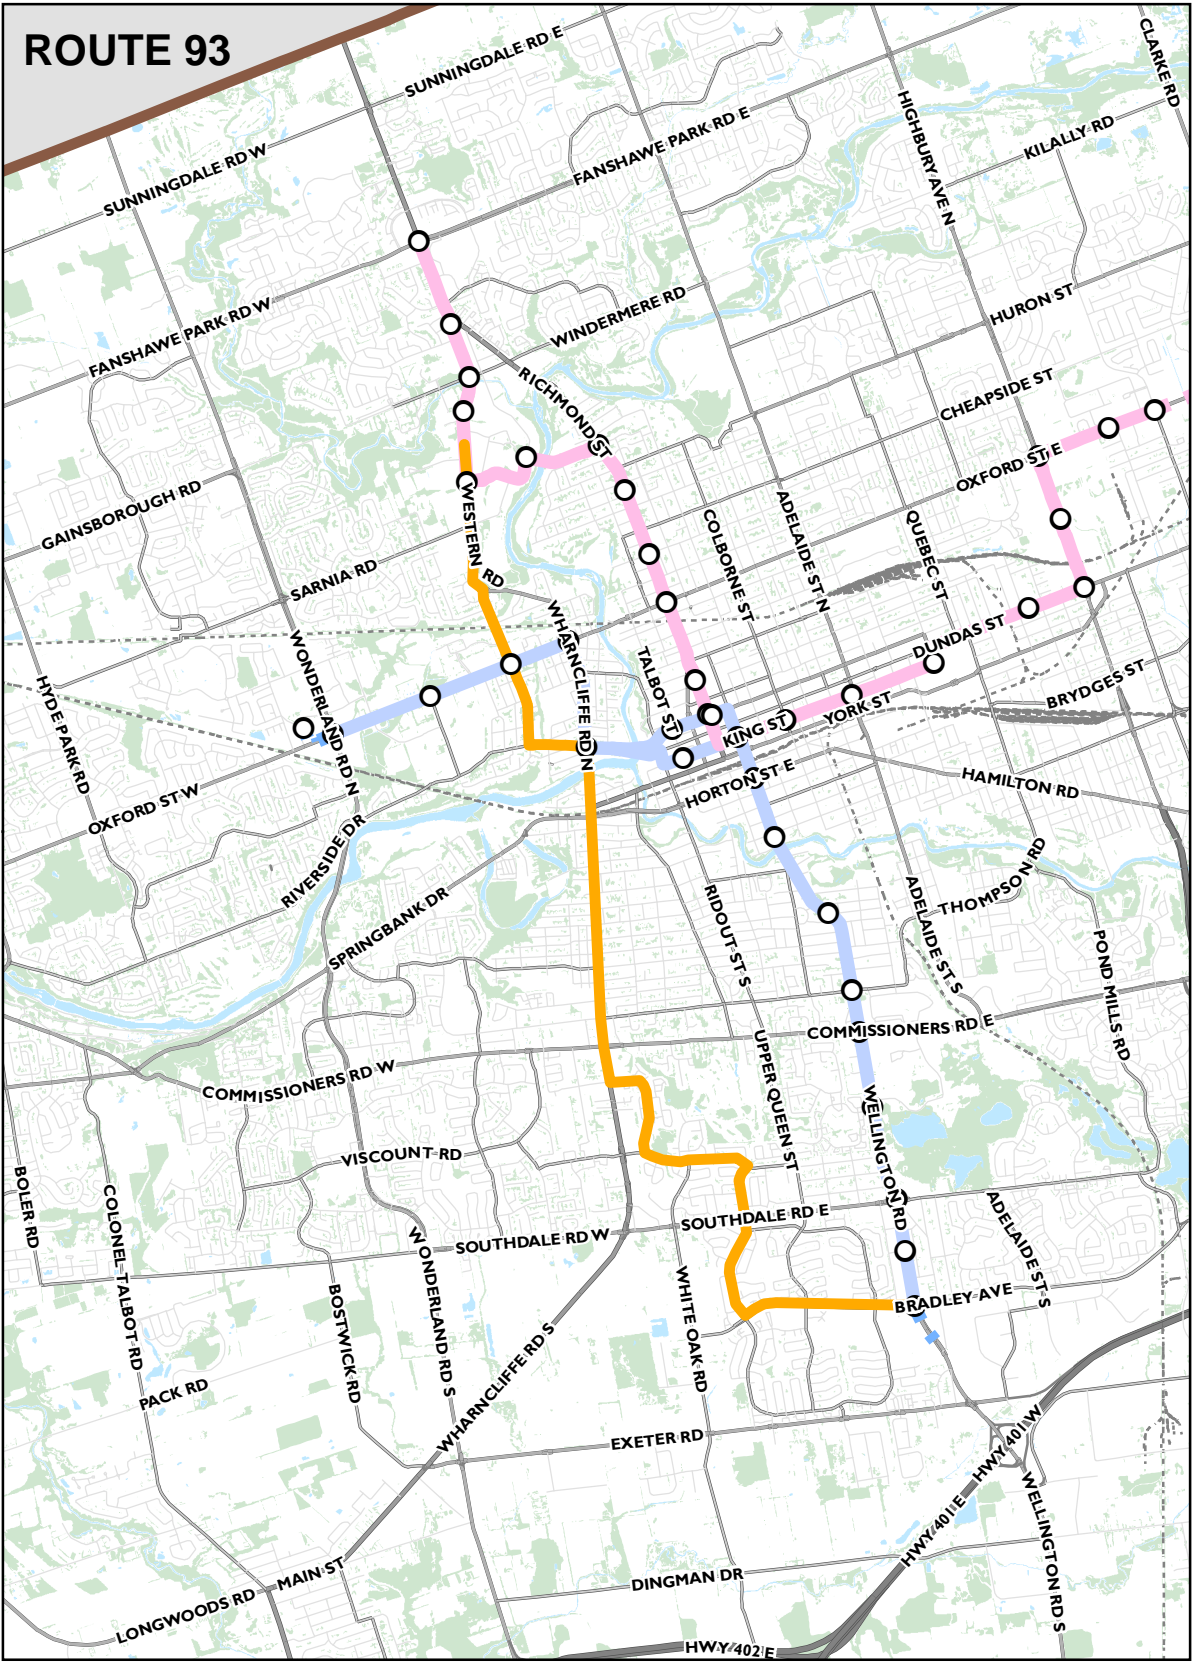 ROUTE 93
SUNNINGDALE RD E
CLARKE RD
HIGHBURY AVE N
KILALLY RD
FANSHAWE PARK RD E
SUNNINGDALE RD W
FANSHAWE PARK RD W
WINDERMERE RD
HURON ST
RICHMOND ST
CHEAPSIDE ST
OXFORD ST E
GAINSBOROUGH RD
WESTERN RD
COLBORNE ST
ADELAIDE ST N
QUEBEC ST
SARNIA RD
WHARNCLIFFE RD N
WONDERLAND RD N
TALBOT ST
DUNDAS ST
HYDE PARK RD
BRYDGES ST
KING ST
YORK ST
HORTON ST E
HAMILTON RD
OXFORD ST W
RIVERSIDE DR
THOMPSON RD
SPRINGBANK DR
RIDOUT ST S
ADELAIDE ST S
POND MILLS RD
COMMISSIONERS RD E
COMMISSIONERS RD W
UPPER QUEEN ST
WELLINGTON RD
VISCOUNT RD
BOLER RD
COLONEL TALBOT RD
SOUTHDALE RD E
SOUTHDALE RD W
ADELAIDE ST S
WONDERLAND RD S
BOSTWICK RD
WHITE OAK RD
BRADLEY AVE
PACK RD
WHARNCLIFFE RD S
EXETER RD
HWY 401 W
HWY 401 E
WELLINGTON RD S
MAIN ST
DINGMAN DR
LONGWOODS RD
HWY 402 E